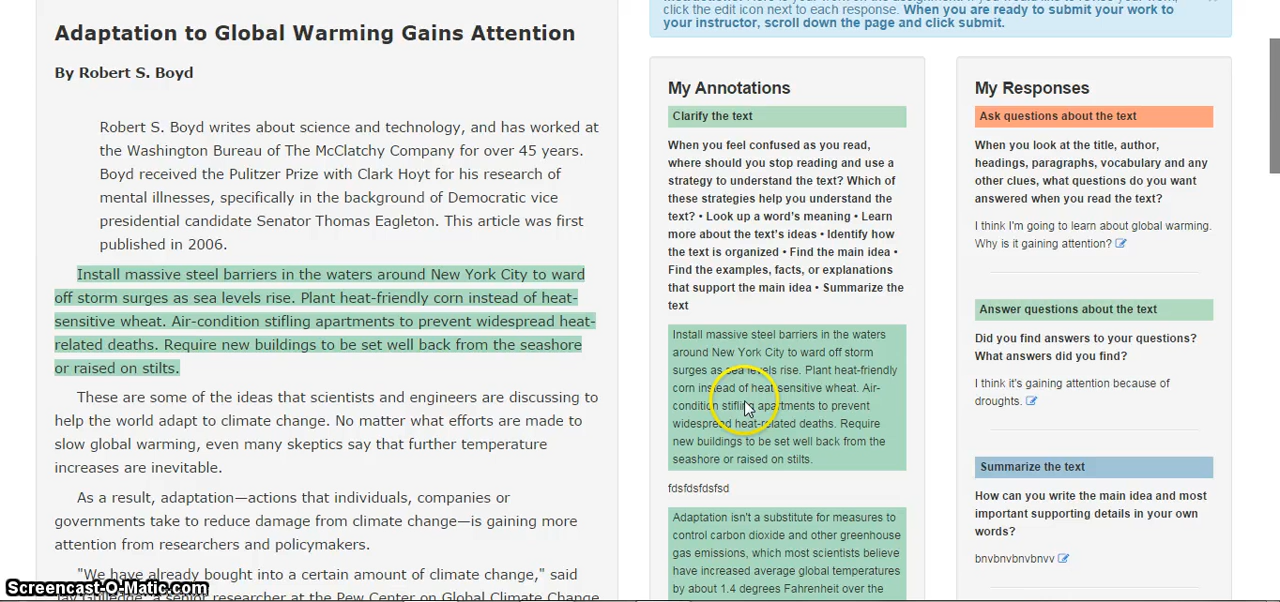 Adaptation to Global Warming Gains Attention
By Robert S. Boyd
Robert S. Boyd writes about science and technology, and has worked at
the Washington Bureau of The McClatchy Company for over 45 years.
Boyd received the Pulitzer Prize with Clark Hoyt for his research of
mental illnesses, specifically in the background of Democratic vice
presidential candidate Senator Thomas Eagleton. This article was first
published in 2006.
Install massive steel barriers in the waters around New York City to ward
off storm surges as sea levels rise. Plant heat-friendly corn instead of heat-
sensitive wheat. Air-condition stifling apartments to prevent widespread heat-
related deaths. Require new buildings to be set well back from the seashore
or raised on stilts.
These are some of the ideas that scientists and engineers are discussing to
help the world adapt to climate change. No matter what efforts are made to
slow global warming, even many skeptics say that further temperature
increases are inevitable.
As a result, adaptation—actions that individuals, companies or
governments take to reduce damage from climate change—is gaining more
attention from researchers and policymakers.
"We have already bought into a certain amount of climate change," said
a senior researcher at the Pew Center on Global Climate Change
Screencast-O-Matic.com
click the edit icon next to each response. When you are ready to submit your work to
your instructor, scroll down the page and click submit.
My Annotations
Clarify the text
When you feel confused as you read,
where should you stop reading and use a
strategy to understand the text? Which of
these strategies help you understand the
text? • Look up a word's meaning • Learn
more about the text's ideas • Identify how
the text is organized • Find the main idea •
Find the examples, facts, or explanations
that support the main idea • Summarize the
text
Install massive steel barriers in the waters
around New York City to ward off storm
surges as sea levels rise. Plant heat-friendly
corn instead of heat-sensitive wheat. Air-
condition stifling apartments to prevent
widespread heat-related deaths. Require
new buildings to be set well back from the
seashore or raised on stilts.
fdsfdsfdsfsd
Adaptation isn't a substitute for measures to
control carbon dioxide and other greenhouse
gas emissions, which most scientists believe
have increased average global temperatures
by about 1.4 degrees Fahrenheit over the
My Responses
Ask questions about the text
When you look at the title, author,
headings, paragraphs, vocabulary and any
other clues, what questions do you want
answered when you read the text?
I think I'm going to learn about global warming.
Why is it gaining attention?
Answer questions about the text
Did you find answers to your questions?
What answers did you find?
I think it's gaining attention because of
droughts.
Summarize the text
How can you write the main idea and most
important supporting details in your own
words?
bnvbnvbnvbnvv